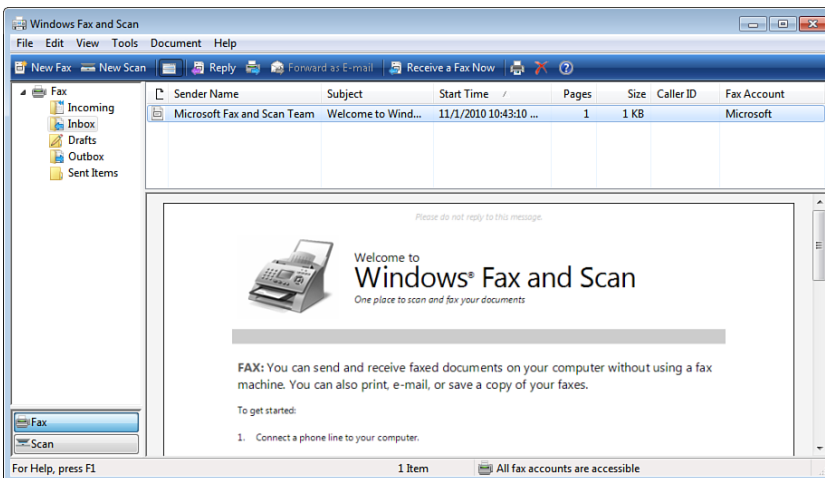 Windows Fax and Scan
File Edit View Tools Document Help
New Fax New Scan Reply Forward as E-mail Receive a Fax Now
Fax
Incoming
Inbox
Drafts
Outbox
Sent Items
Sender Name Subject Start Time / Pages Size Caller ID Fax Account
Microsoft Fax and Scan Team Welcome to Wind... 11/1/2010 10:43:10 ... 1 1 KB Microsoft
Please do not reply to this message.
Welcome to
Windows® Fax and Scan
One place to scan and fax your documents
FAX: You can send and receive faxed documents on your computer without using a fax
machine. You can also print, e-mail, or save a copy of your faxes.
To get started:
1. Connect a phone line to your computer.
Fax
Scan
For Help, press F1 1 Item All fax accounts are accessible